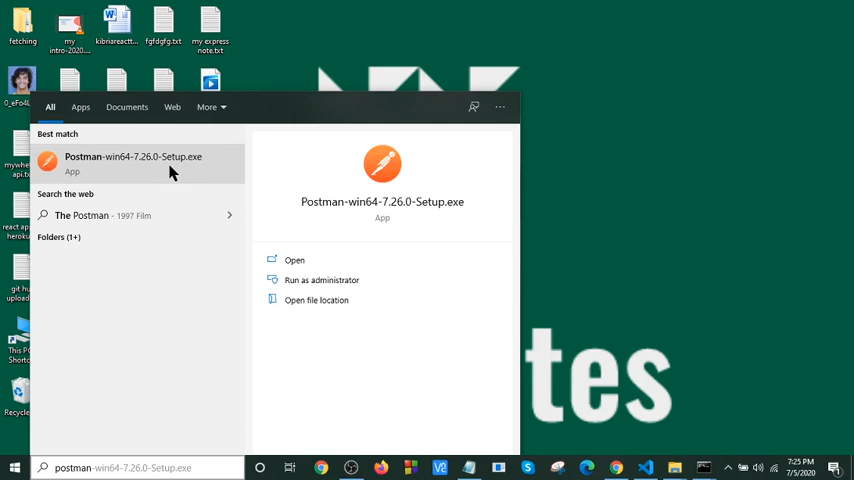 fetching
my
intro-2020....
kibriareactt...
fgfdgfg.txt
my express
note.txt
0_eFo4L
All
Apps
Documents
Web
More
Best match
Postman-win64-7.26.0-Setup.exe
App
Search the web
The Postman - 1997 Film
Folders (1+)
Postman-win64-7.26.0-Setup.exe
App
Open
Run as administrator
Open file location
mywhe
api.tx
react ap
heroku
git hu
upload
This PC
Shortc
Recycle
tes
postman-win64-7.26.0-Setup.exe
7:25 PM
7/5/2020